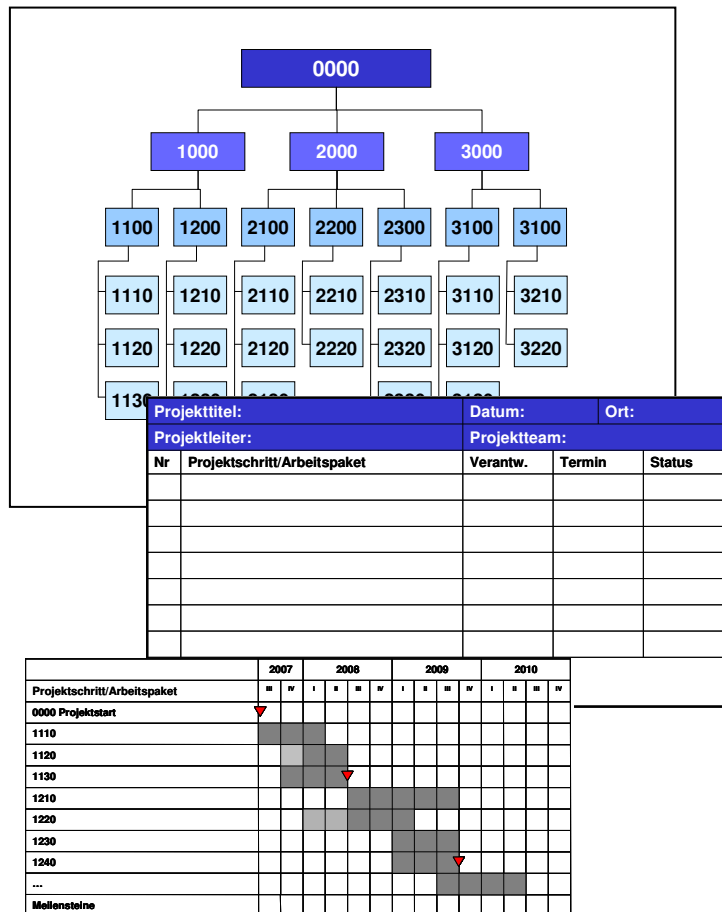 0000
1000 2000 3000
1100 1200 2100 2200 2300 3100 3100
1110 1210 2110 2210 2310 3110 3210
1120 1220 2120 2220 2320 3120 3220
Projekttitel: Datum: Ort:
Projektleiter: Projektteam:
Nr Projektschritt/Arbeitspaket Verantw. Termin Status
2007 2008 2009 2010
Projektschritt/Arbeitspaket III IV I II III IV I II III IV I II III IV
0000 Projektstart
1110
1120
1130
1210
1220
1230
1240
...
Meilensteine